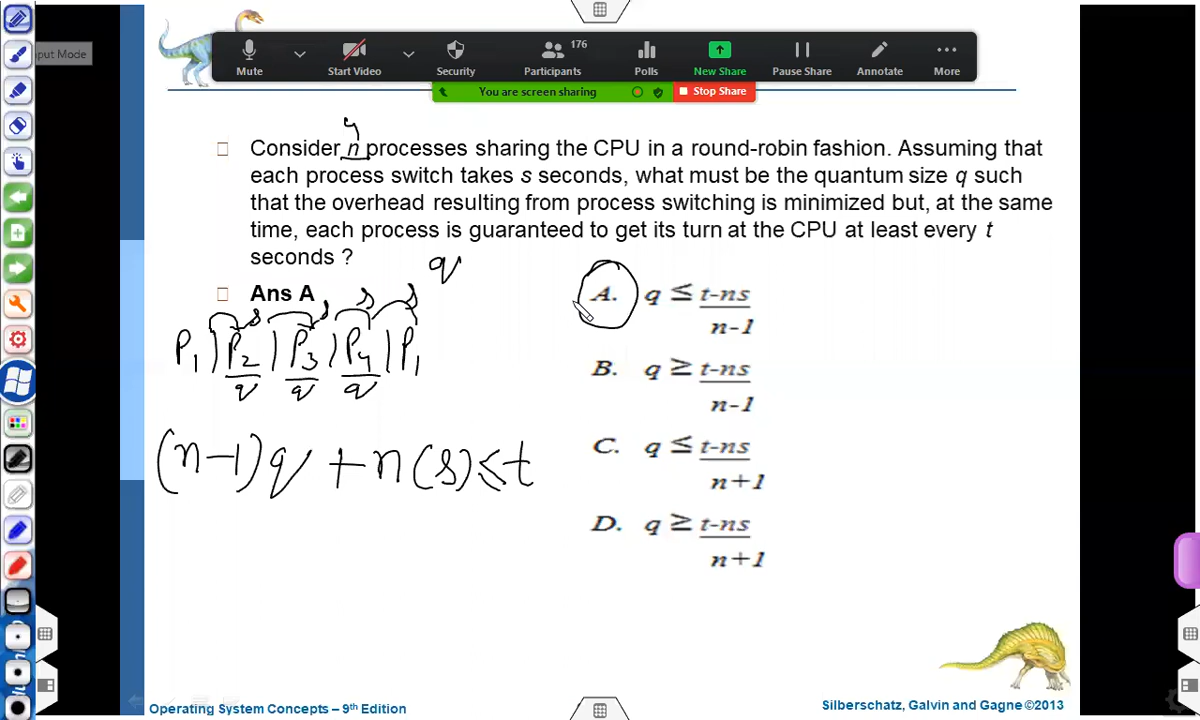 put Mode
Mute
Start Video
Security
Participants
176
Polls
New Share
Pause Share
Annotate
More
You are screen sharing
Stop Share
4
Consider n processes sharing the CPU in a round-robin fashion. Assuming that
each process switch takes s seconds, what must be the quantum size q such
that the overhead resulting from process switching is minimized but, at the same
time, each process is guaranteed to get its turn at the CPU at least every t
seconds ?
q
Ans A
s s s s
P1 | P2 | P3 | P4 | P1
q q q
(n-1)q + n(s) ≤ t
A. q ≤ t-ns
n-1
B. q ≥ t-ns
n-1
C. q ≤ t-ns
n+1
D. q ≥ t-ns
n+1
Operating System Concepts – 9th Edition
Silberschatz, Galvin and Gagne ©2013